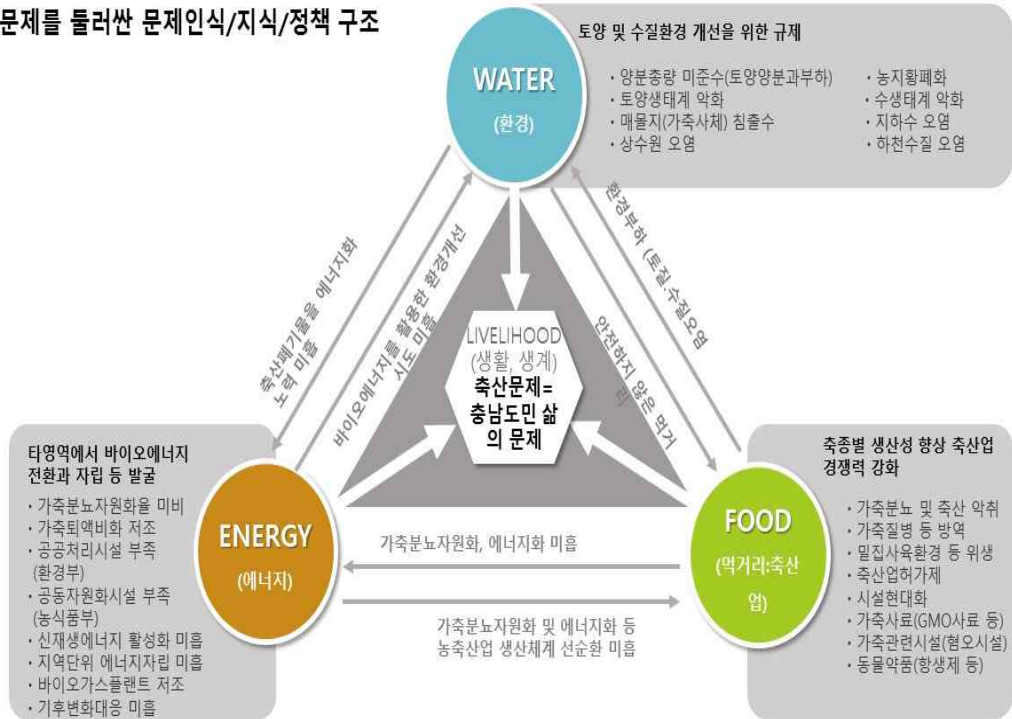 문제를 둘러싼 문제인식/지식/정책 구조
토양 및 수질환경 개선을 위한 규제
· 양분총량 미준수(토양양분과부하)
· 토양생태계 악화
· 매몰지(가축사체) 침출수
· 상수원 오염
· 농지황폐화
· 수생태계 악화
· 지하수 오염
· 하천수질 오염
WATER
(환경)
축산폐기물을 에너지화
노력 미흡
바이오에너지를 활용한 환경개선
시도 미흡
환경부하 (토질.수질오염
안전하지 않은 먹거
리
LIVELIHOOD
(생활, 생계)
축산문제=
충남도민 삶
의 문제
타영역에서 바이오에너지
전환과 자립 등 발굴
· 가축분뇨자원화율 미비
· 가축퇴액비화 저조
· 공공처리시설 부족
(환경부)
· 공동자원화시설 부족
(농식품부)
· 신재생에너지 활성화 미흡
· 지역단위 에너지자립 미흡
· 바이오가스플랜트 저조
· 기후변화대응 미흡
ENERGY
(에너지)
가축분뇨자원화, 에너지화 미흡
가축분뇨자원화 및 에너지화 등
농축산업 생산체계 선순환 미흡
FOOD
(먹거리:축산
업)
축종별 생산성 향상 축산업
경쟁력 강화
· 가축분뇨 및 축산 악취
· 가축질병 등 방역
· 밀집사육환경 등 위생
· 축산업허가제
· 시설현대화
· 가축사료(GMO사료 등)
· 가축관련시설(혐오시설)
· 동물약품(항생제 등)